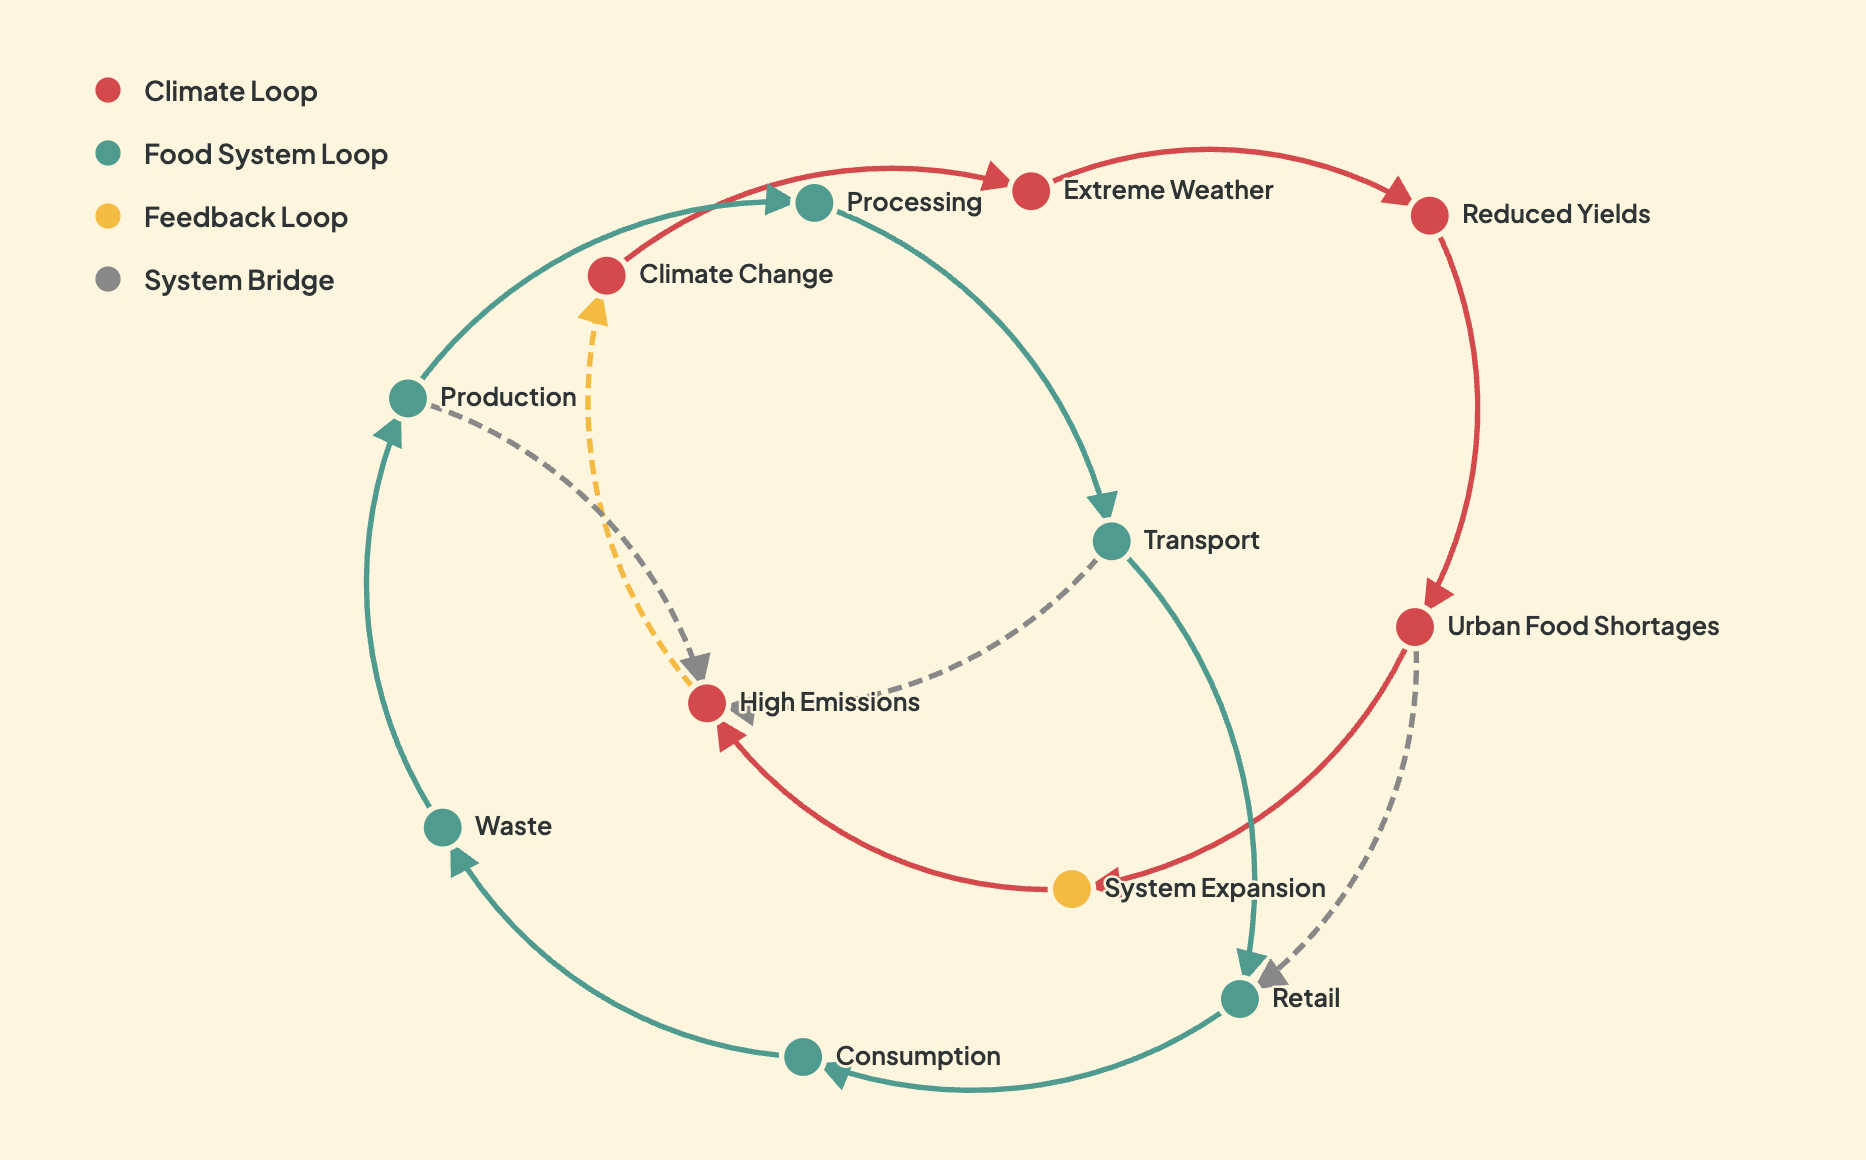 Climate Loop
Food System Loop
Feedback Loop
System Bridge
Extreme Weather
Processing
Reduced Yields
Climate Change
Production
Transport
Urban Food Shortages
High Emissions
Waste
System Expansion
Retail
Consumption